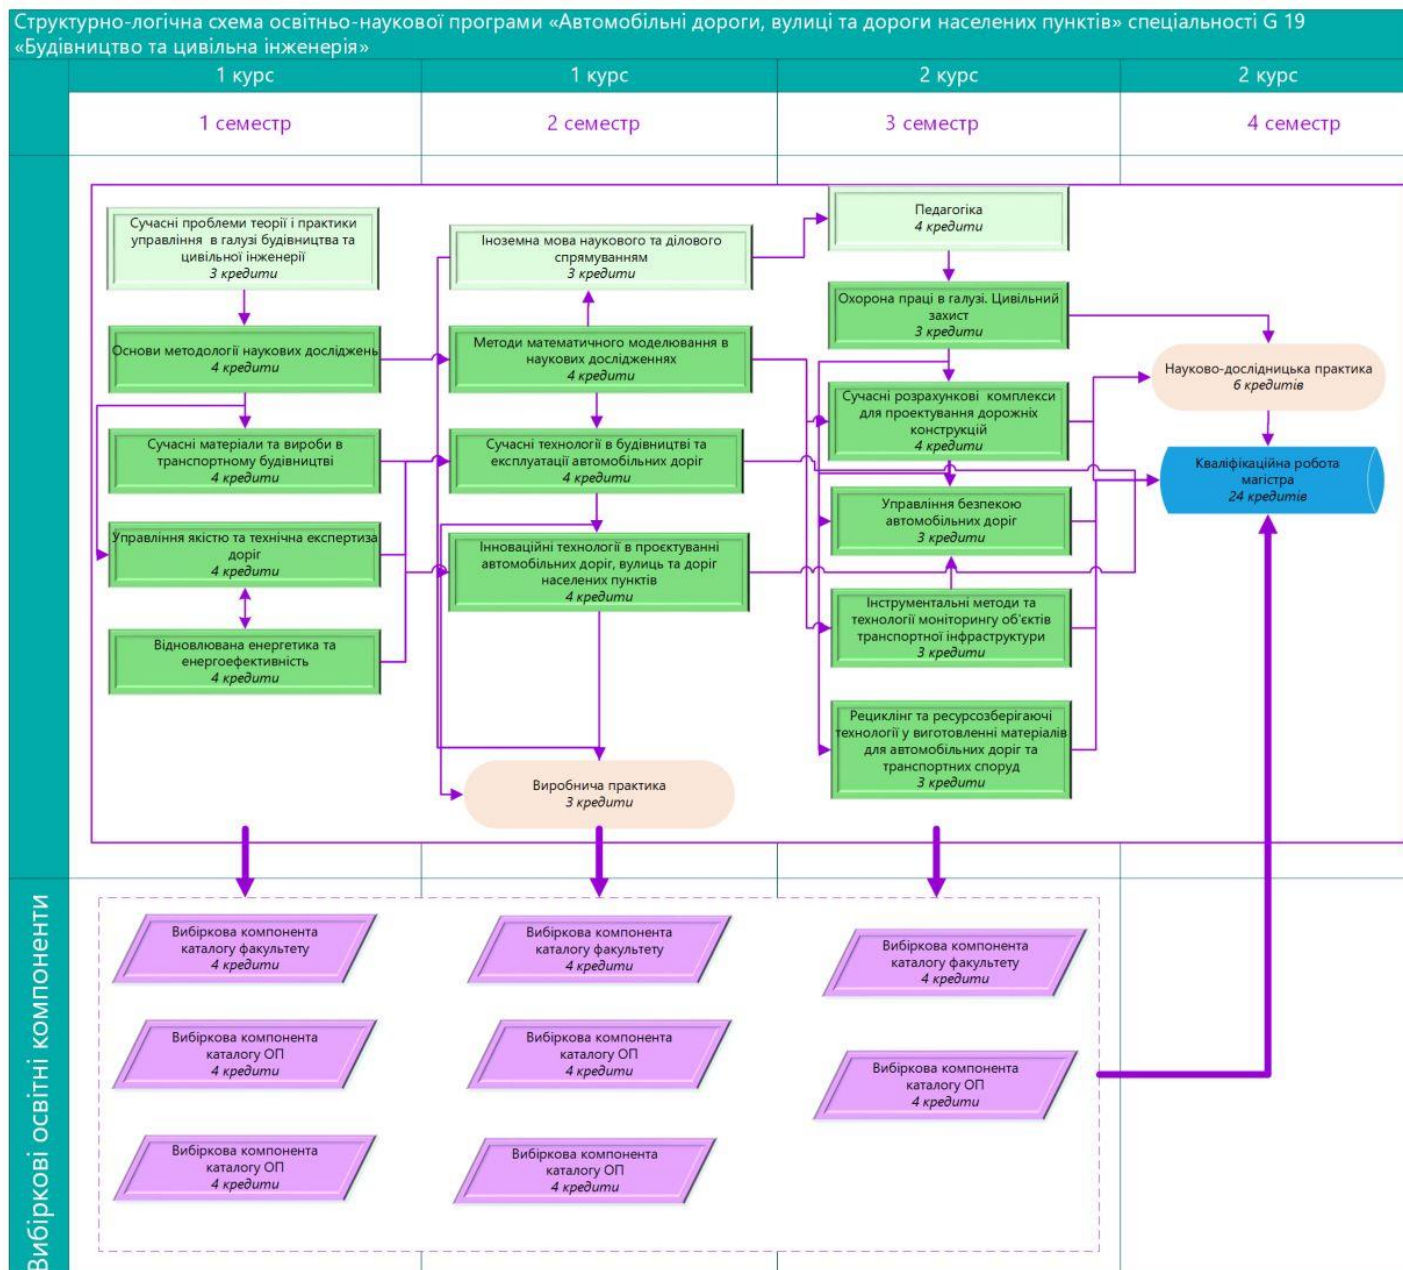 Структурно-логічна схема освітньо-наукової програми «Автомобільні дороги, вулиці та дороги населених пунктів» спеціальності G 19
«Будівництво та цивільна інженерія»
1 курс
1 курс
2 курс
2 курс
1 семестр
2 семестр
3 семестр
4 семестр
Сучасні проблеми теорії і практики
управління в галузі будівництва та
цивільної інженерії
3 кредити
Основи методології наукових досліджень
4 кредити
Сучасні матеріали та вироби в
транспортному будівництві
4 кредити
Управління якістю та технічна експертиза
доріг
4 кредити
Відновлювана енергетика та
енергоефективність
4 кредити
Іноземна мова наукового та ділового
спрямуванням
3 кредити
Методи математичного моделювання в
наукових дослідженнях
4 кредити
Сучасні технології в будівництві та
експлуатації автомобільних доріг
4 кредити
Інноваційні технології в проєктуванні
автомобільних доріг, вулиць та доріг
населених пунктів
4 кредити
Виробнича практика
3 кредити
Педагогіка
4 кредити
Охорона праці в галузі. Цивільний
захист
3 кредити
Сучасні розрахункові комплекси
для проектування дорожніх
конструкцій
4 кредити
Управління безпекою
автомобільних доріг
3 кредити
Інструментальні методи та
технології моніторингу об'єктів
транспортної інфраструктури
3 кредити
Рециклінг та ресурсозберігаючі
технології у виготовленні матеріалів
для автомобільних доріг та
транспортних споруд
3 кредити
Науково-дослідницька практика
6 кредитів
Кваліфікаційна робота
магістра
24 кредитів
Вибіркові освітні компоненти
Вибіркова компонента
каталогу факультету
4 кредити
Вибіркова компонента
каталогу ОП
4 кредити
Вибіркова компонента
каталогу ОП
4 кредити
Вибіркова компонента
каталогу факультету
4 кредити
Вибіркова компонента
каталогу ОП
4 кредити
Вибіркова компонента
каталогу ОП
4 кредити
Вибіркова компонента
каталогу факультету
4 кредити
Вибіркова компонента
каталогу ОП
4 кредити